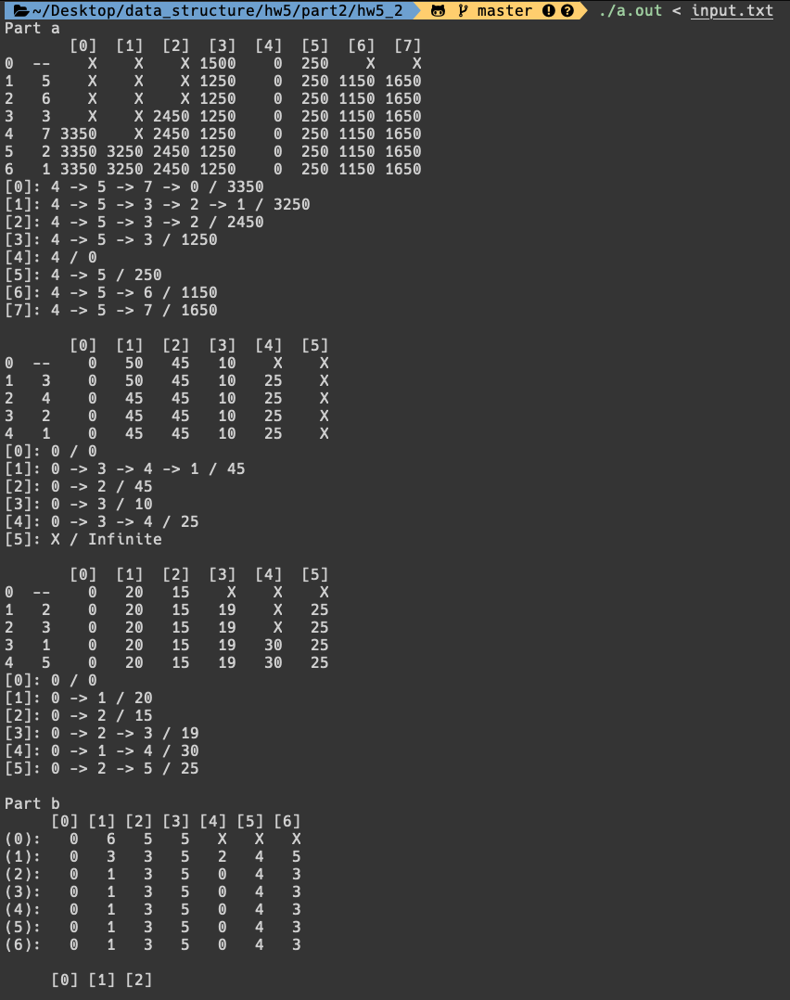 ~/Desktop/data_structure/hw5/part2/hw5_2 master ./a.out < input.txt
Part a
       [0]  [1]  [2]  [3]  [4]  [5]  [6]  [7]
0  --    X    X    X 1500    0  250    X    X
1   5    X    X    X 1250    0  250 1150 1650
2   6    X    X    X 1250    0  250 1150 1650
3   3    X    X 2450 1250    0  250 1150 1650
4   7 3350    X 2450 1250    0  250 1150 1650
5   2 3350 3250 2450 1250    0  250 1150 1650
6   1 3350 3250 2450 1250    0  250 1150 1650
[0]: 4 -> 5 -> 7 -> 0 / 3350
[1]: 4 -> 5 -> 3 -> 2 -> 1 / 3250
[2]: 4 -> 5 -> 3 -> 2 / 2450
[3]: 4 -> 5 -> 3 / 1250
[4]: 4 / 0
[5]: 4 -> 5 / 250
[6]: 4 -> 5 -> 6 / 1150
[7]: 4 -> 5 -> 7 / 1650
       [0]  [1]  [2]  [3]  [4]  [5]
0  --    0   50   45   10    X    X
1   3    0   50   45   10   25    X
2   4    0   45   45   10   25    X
3   2    0   45   45   10   25    X
4   1    0   45   45   10   25    X
[0]: 0 / 0
[1]: 0 -> 3 -> 4 -> 1 / 45
[2]: 0 -> 2 / 45
[3]: 0 -> 3 / 10
[4]: 0 -> 3 -> 4 / 25
[5]: X / Infinite
       [0]  [1]  [2]  [3]  [4]  [5]
0  --    0   20   15    X    X    X
1   2    0   20   15   19    X   25
2   3    0   20   15   19    X   25
3   1    0   20   15   19   30   25
4   5    0   20   15   19   30   25
[0]: 0 / 0
[1]: 0 -> 1 / 20
[2]: 0 -> 2 / 15
[3]: 0 -> 2 -> 3 / 19
[4]: 0 -> 1 -> 4 / 30
[5]: 0 -> 2 -> 5 / 25
Part b
     [0] [1] [2] [3] [4] [5] [6]
(0):   0   6   5   5   X   X   X
(1):   0   3   3   5   2   4   5
(2):   0   1   3   5   0   4   3
(3):   0   1   3   5   0   4   3
(4):   0   1   3   5   0   4   3
(5):   0   1   3   5   0   4   3
(6):   0   1   3   5   0   4   3
     [0] [1] [2]